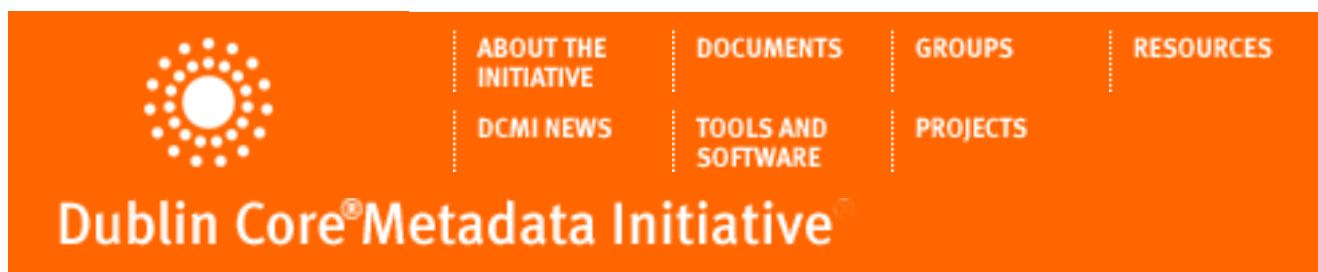 ABOUT THE
INITIATIVE
DOCUMENTS
GROUPS
RESOURCES
DCMI NEWS
TOOLS AND
SOFTWARE
PROJECTS
Dublin Core®Metadata Initiative®